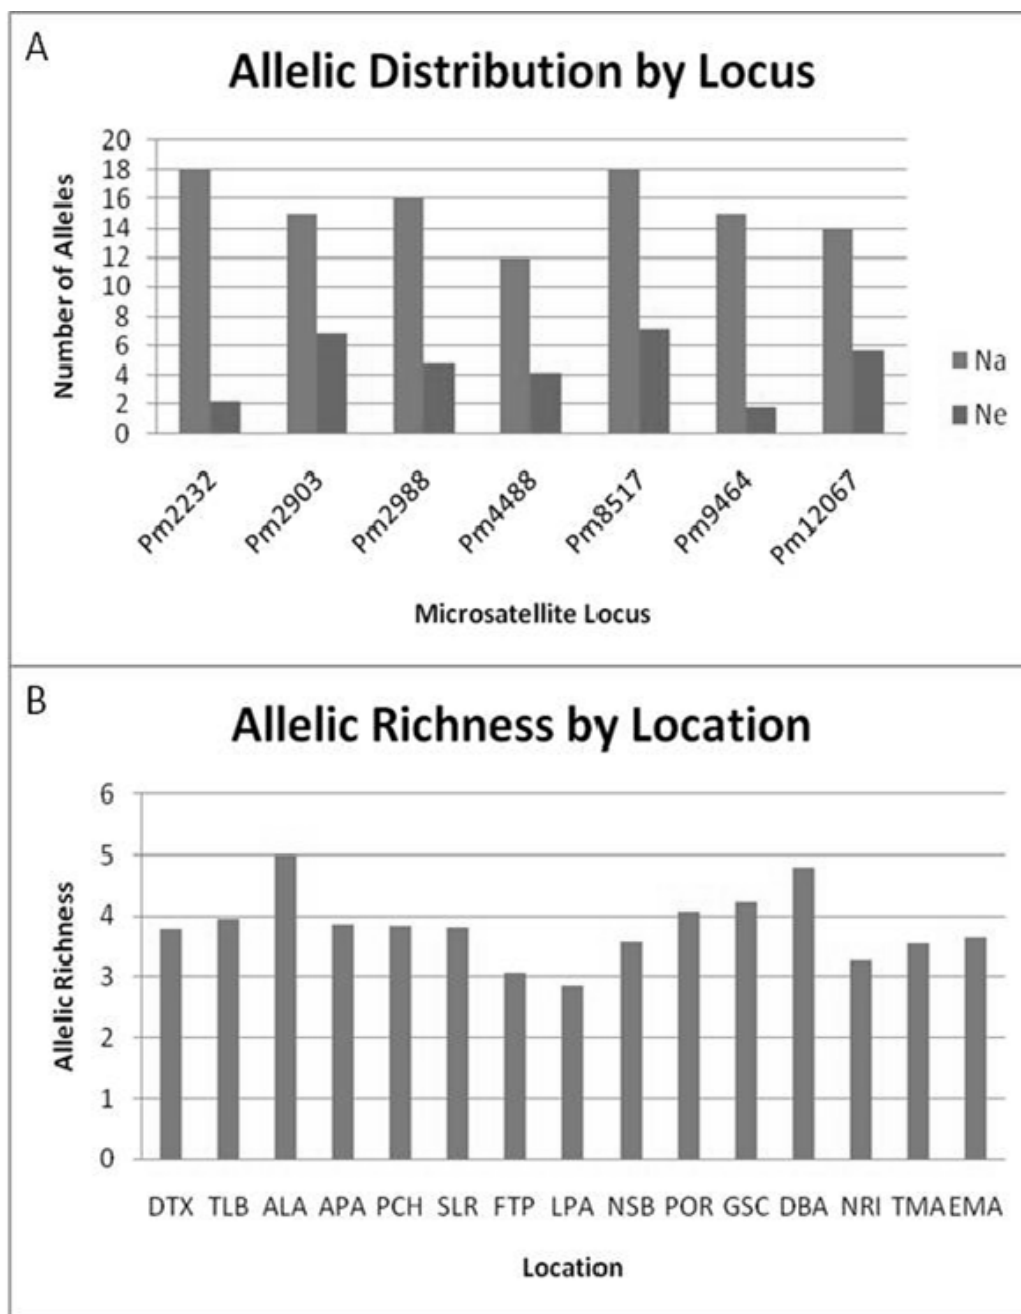 A
Allelic Distribution by Locus
Number of Alleles
20
18
16
14
12
10
8
6
4
2
0
Pm2232
Pm2903
Pm2988
Pm4488
Pm8517
Pm9464
Pm12067
Na
Ne
Microsatellite Locus
B
Allelic Richness by Location
Allelic Richness
6
5
4
3
2
1
0
DTX TLB ALA APA PCH SLR FTP LPA NSB POR GSC DBA NRI TMA EMA
Location